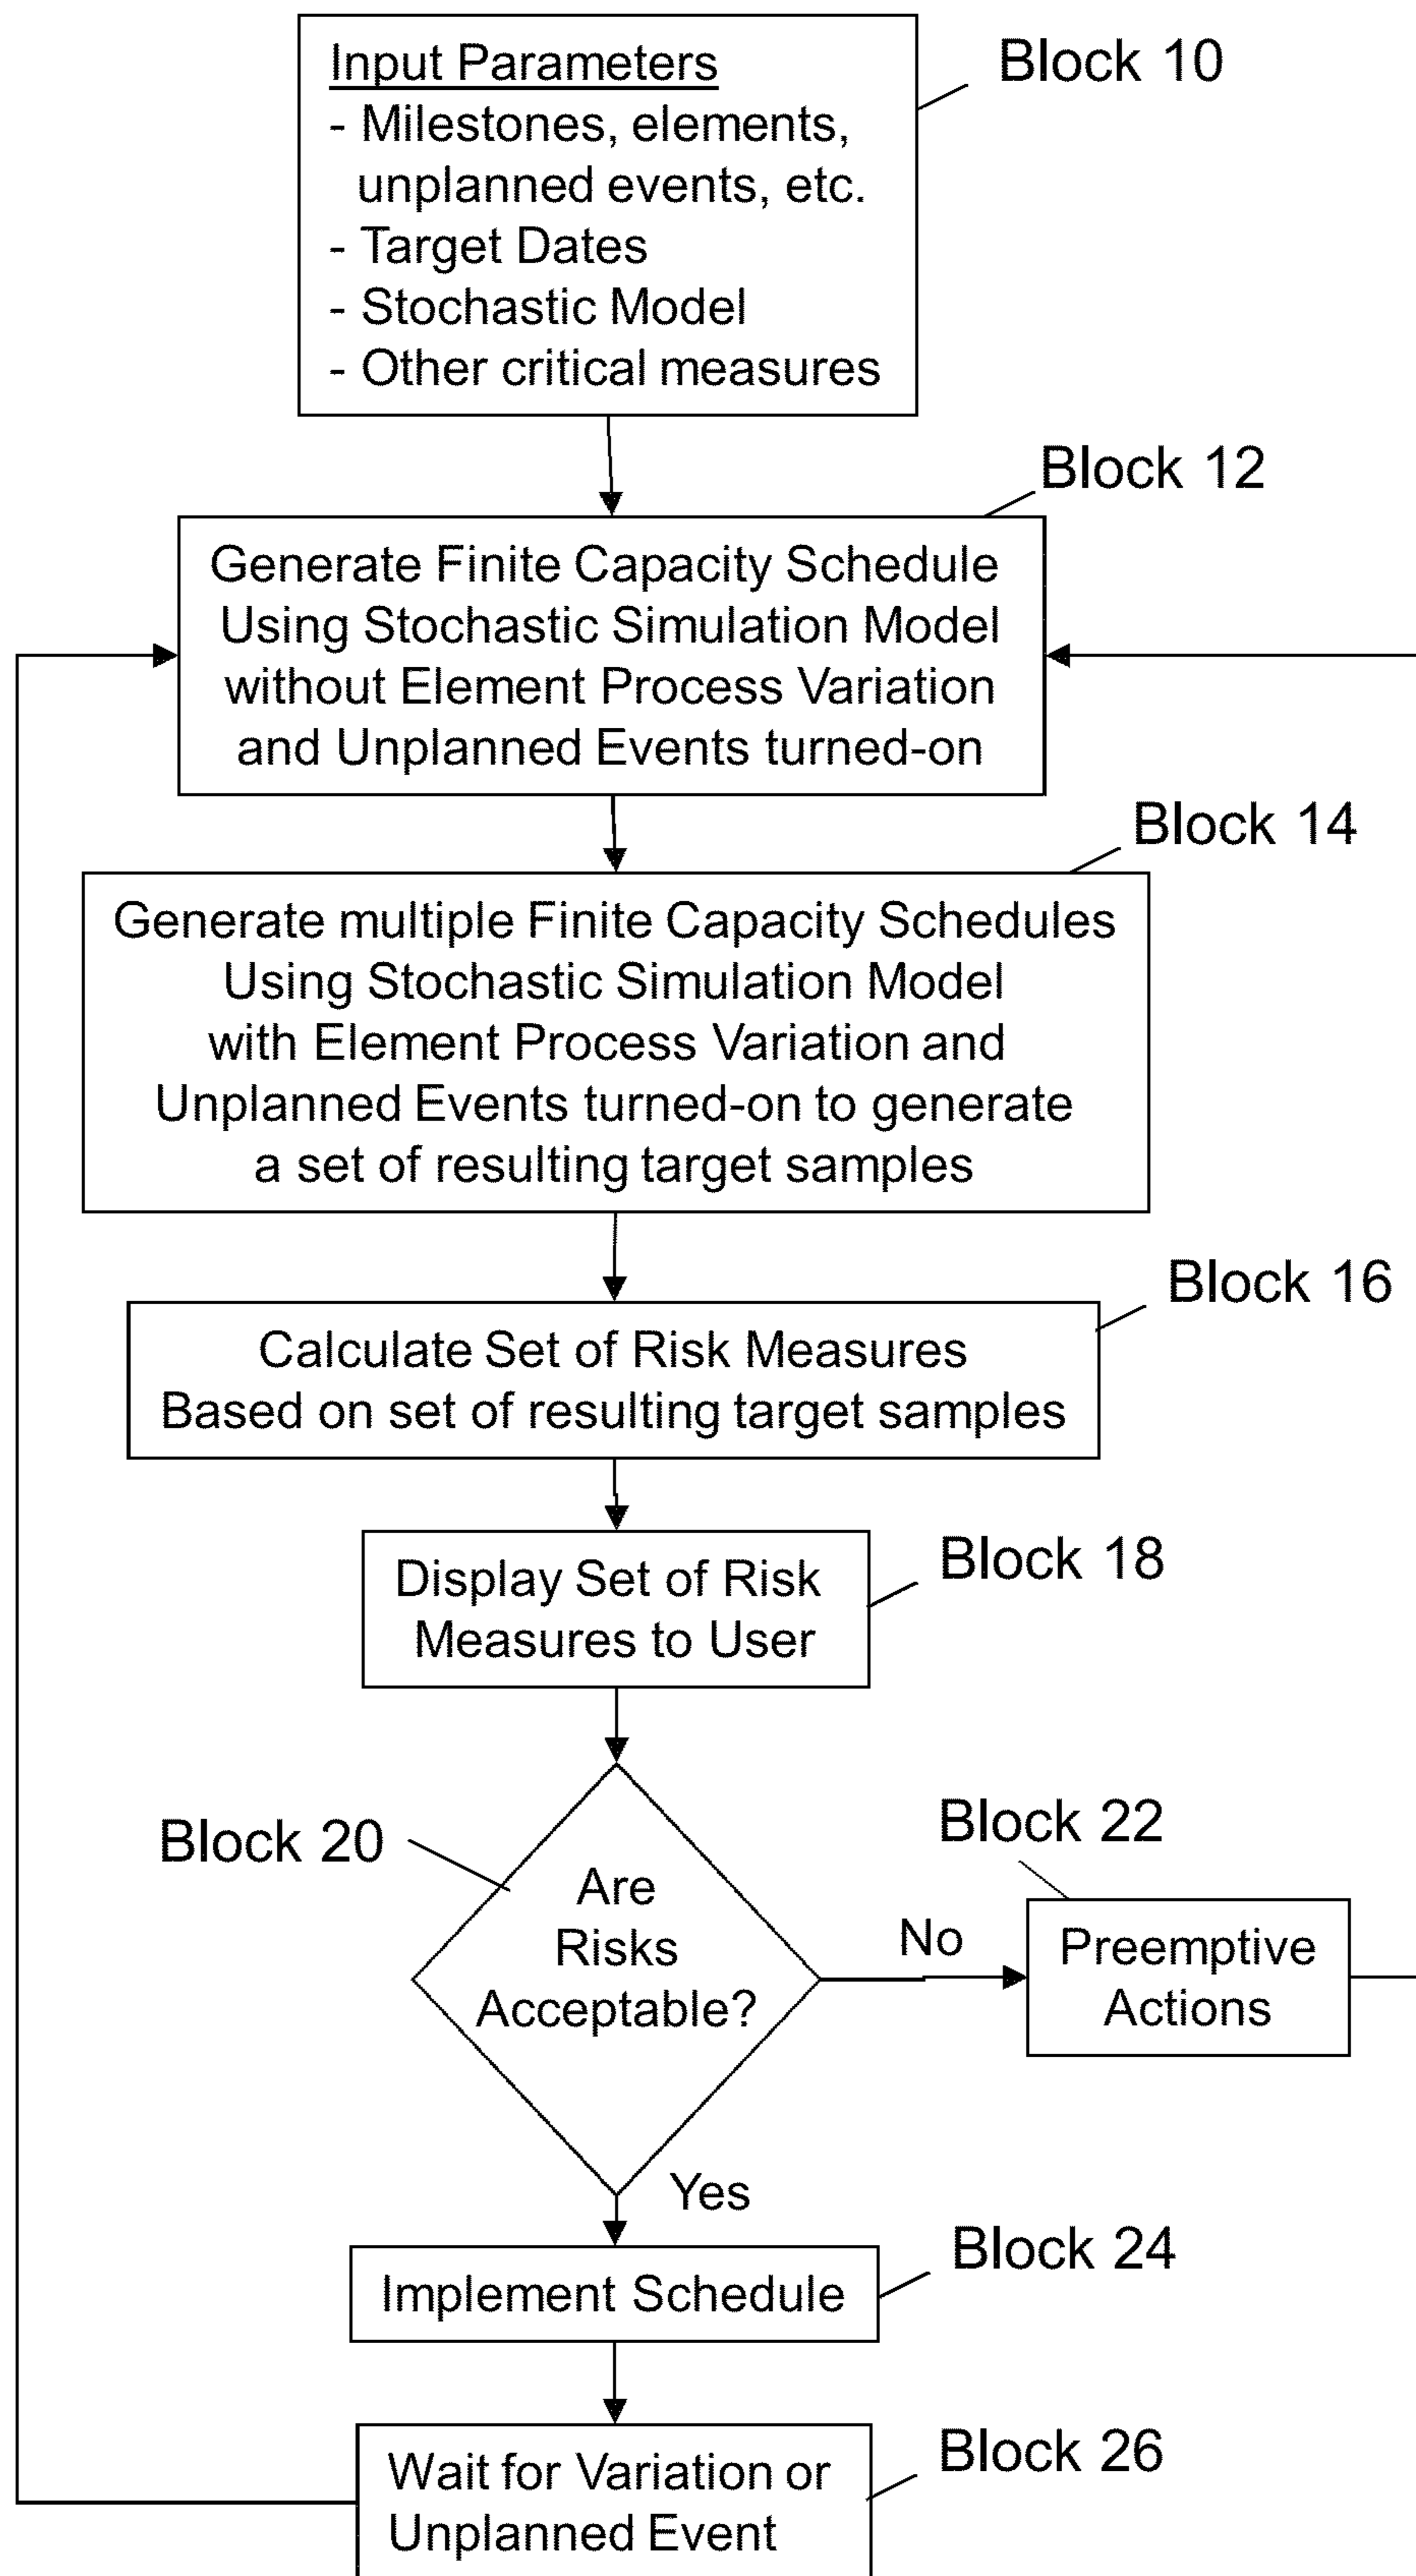 Input Parameters
- Milestones, elements,
unplanned events, etc.
- Target Dates
- Stochastic Model
- Other critical measures
Block 10
Block 12
Generate Finite Capacity Schedule
Using Stochastic Simulation Model
without Element Process Variation
and Unplanned Events turned-on
Block 14
Generate multiple Finite Capacity Schedules
Using Stochastic Simulation Model
with Element Process Variation and
Unplanned Events turned-on to generate
a set of resulting target samples
Block 16
Calculate Set of Risk Measures
Based on set of resulting target samples
Block 18
Display Set of Risk
Measures to User
Block 20
Are
Risks
Acceptable?
No
Block 22
Preemptive
Actions
Yes
Block 24
Implement Schedule
Block 26
Wait for Variation or
Unplanned Event